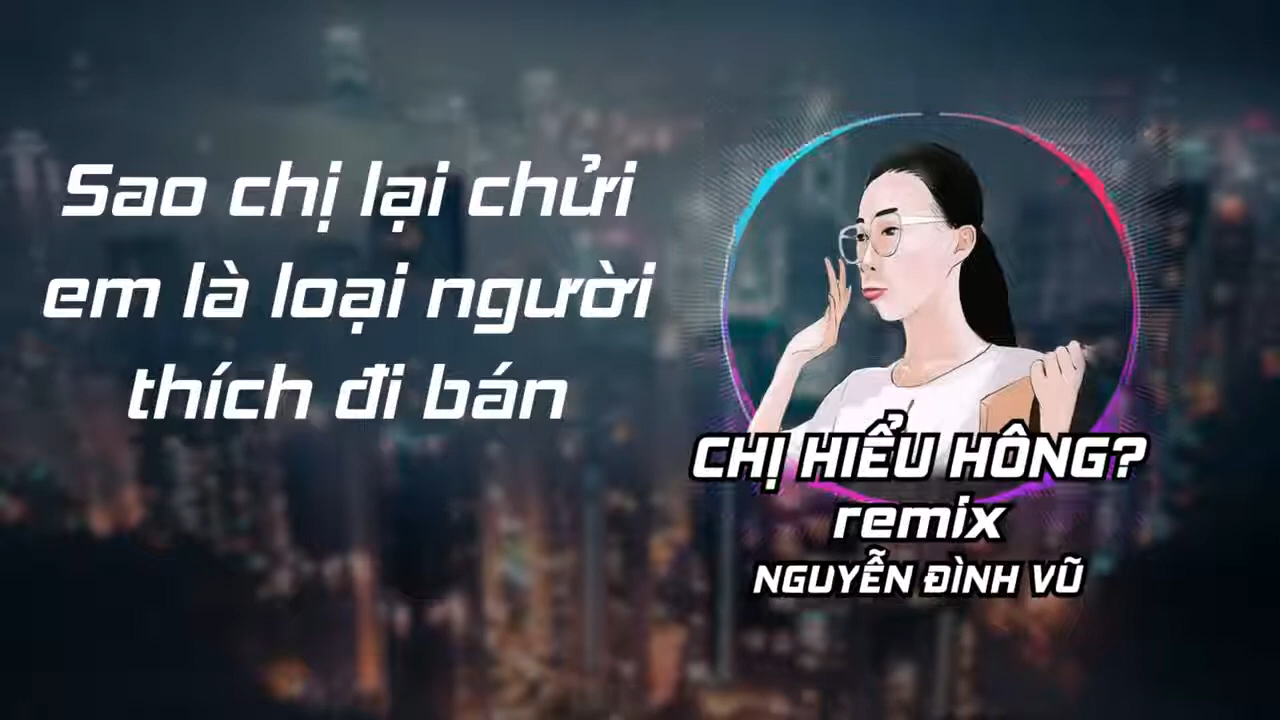 Sao chị lại chửi
em là loại người
thích đi bán
CHỊ HIỂU HÔNG?
remix
NGUYỄN ĐÌNH VŨ